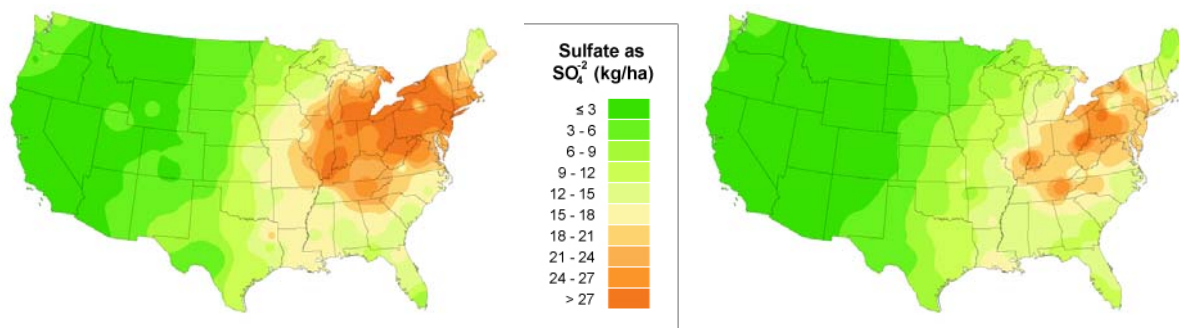 Sulfate as
SO₄⁻² (kg/ha)
≤ 3
3 - 6
6 - 9
9 - 12
12 - 15
15 - 18
18 - 21
21 - 24
24 - 27
> 27